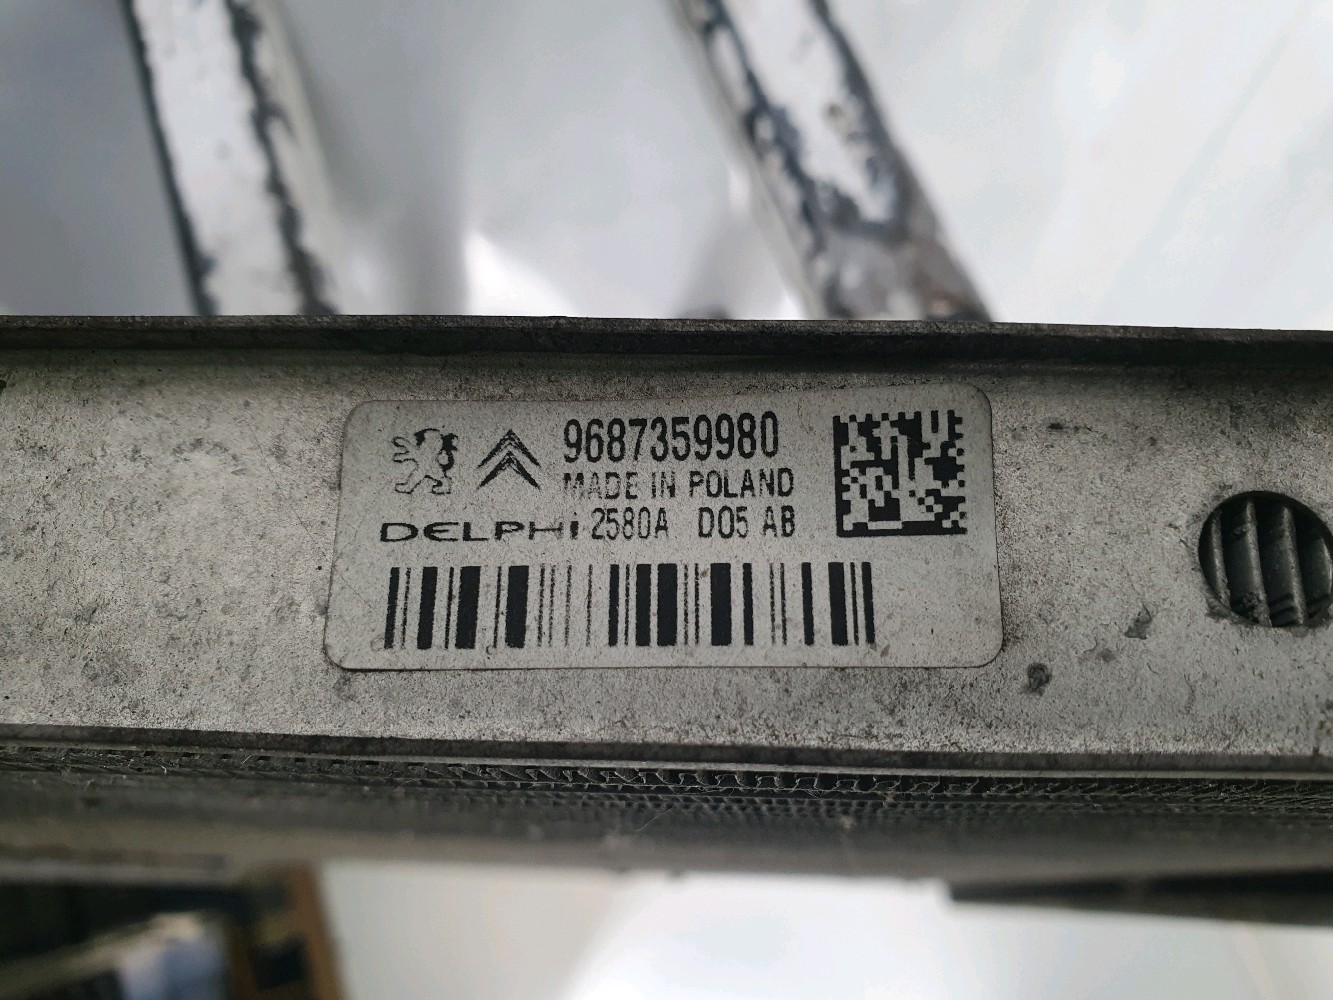 9687359980
MADE IN POLAND
DELPHI 2580A D05 AB